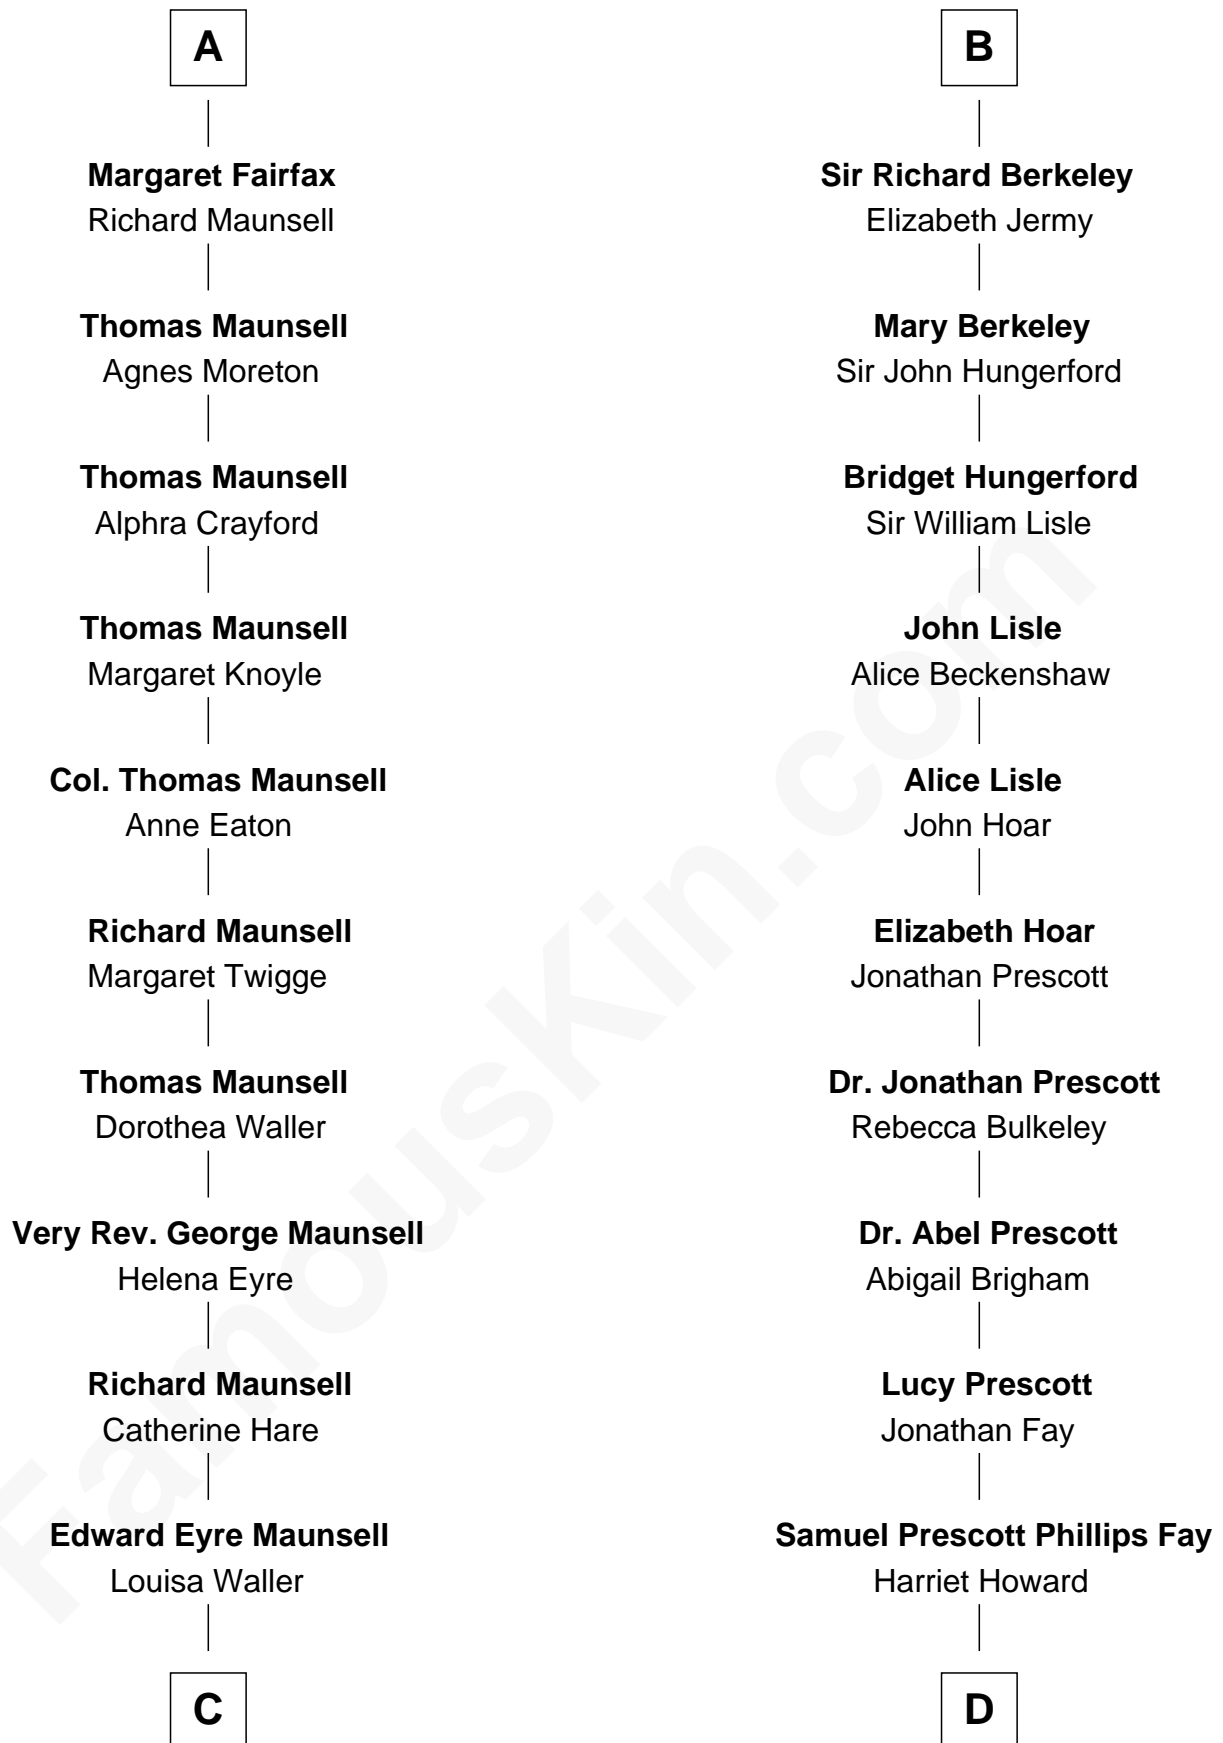 A
Margaret Fairfax
Richard Maunsell
Thomas Maunsell
Agnes Moreton
Thomas Maunsell
Alphra Crayford
Thomas Maunsell
Margaret Knoyle
Col. Thomas Maunsell
Anne Eaton
Richard Maunsell
Margaret Twigge
Thomas Maunsell
Dorothea Waller
Very Rev. George Maunsell
Helena Eyre
Richard Maunsell
Catherine Hare
Edward Eyre Maunsell
Louisa Waller
C
B
Sir Richard Berkeley
Elizabeth Jermy
Mary Berkeley
Sir John Hungerford
Bridget Hungerford
Sir William Lisle
John Lisle
Alice Beckenshaw
Alice Lisle
John Hoar
Elizabeth Hoar
Jonathan Prescott
Dr. Jonathan Prescott
Rebecca Bulkeley
Dr. Abel Prescott
Abigail Brigham
Lucy Prescott
Jonathan Fay
Samuel Prescott Phillips Fay
Harriet Howard
D
FamousKin.com